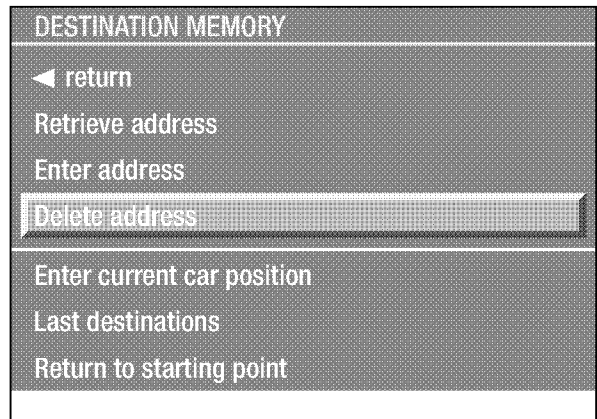 DESTINATION MEMORY
◄ return
Retrieve address
Enter address
Delete address
Enter current car position
Last destinations
Return to starting point